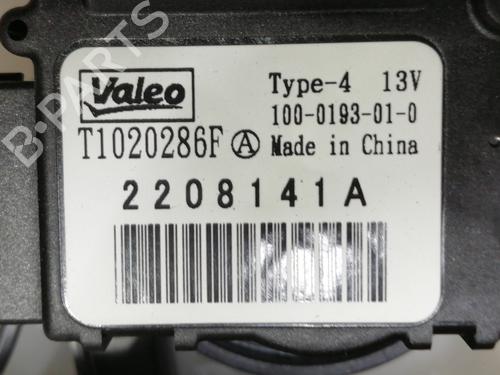 B-PARTS
Valeo
Type-4 13V
100-0193-01-0
T1020286F Ⓐ Made in China
2208141A